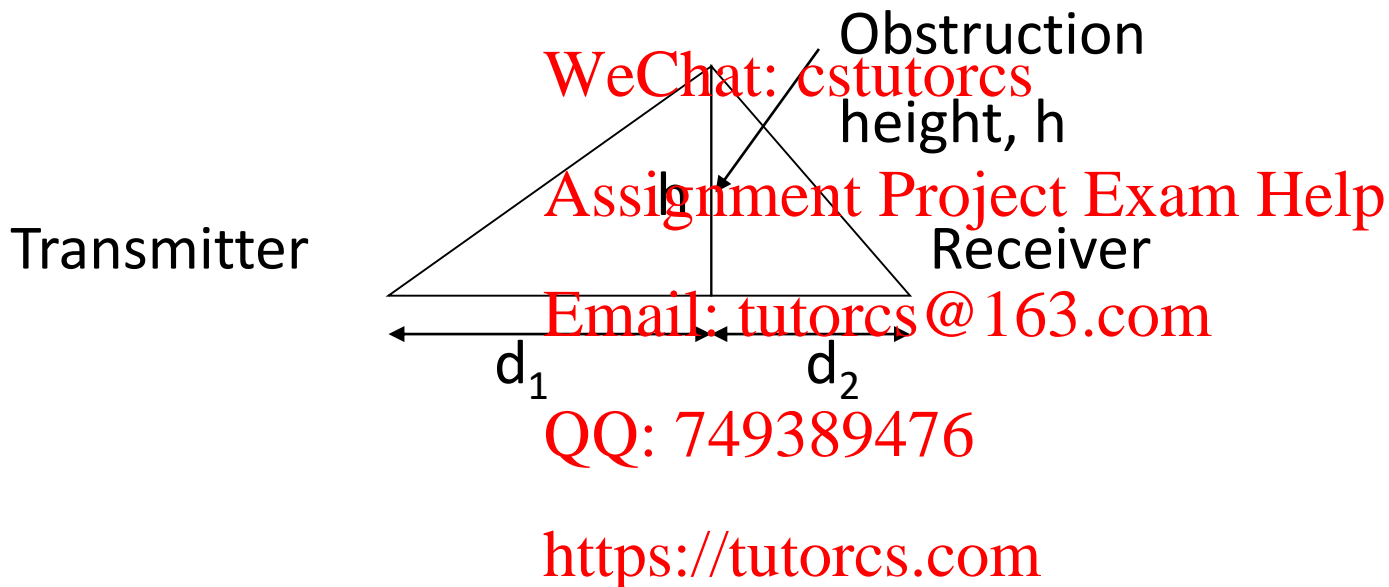 Obstruction
WeChat: cstutorcs
height, h
h
Assignment Project Exam Help
Transmitter
Receiver
Email: tutorcs@163.com
d₁
d₂
QQ: 749389476
https://tutorcs.com